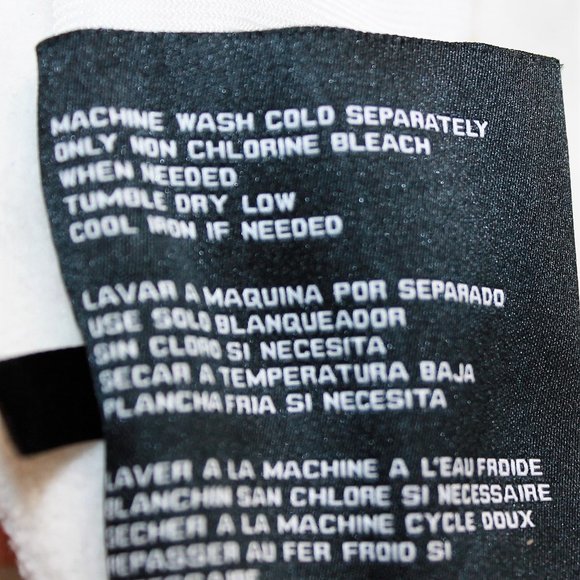 MACHINE WASH COLD SEPARATELY
ONLY NON CHLORINE BLEACH
WHEN NEEDED
TUMBLE DRY LOW
COOL IRON IF NEEDED
LAVAR A MAQUINA POR SEPARADO
USE SOLO BLANQUEADOR
SIN CLORO SI NECESITA
SECAR A TEMPERATURA BAJA
PLANCHA FRIA SI NECESITA
LAVER A LA MACHINE A L'EAU FROIDE
BLANCHIN SAN CHLORE SI NECESSAIRE
SECHER A LA MACHINE CYCLE DOUX
REPASSER AU FER FROID SI